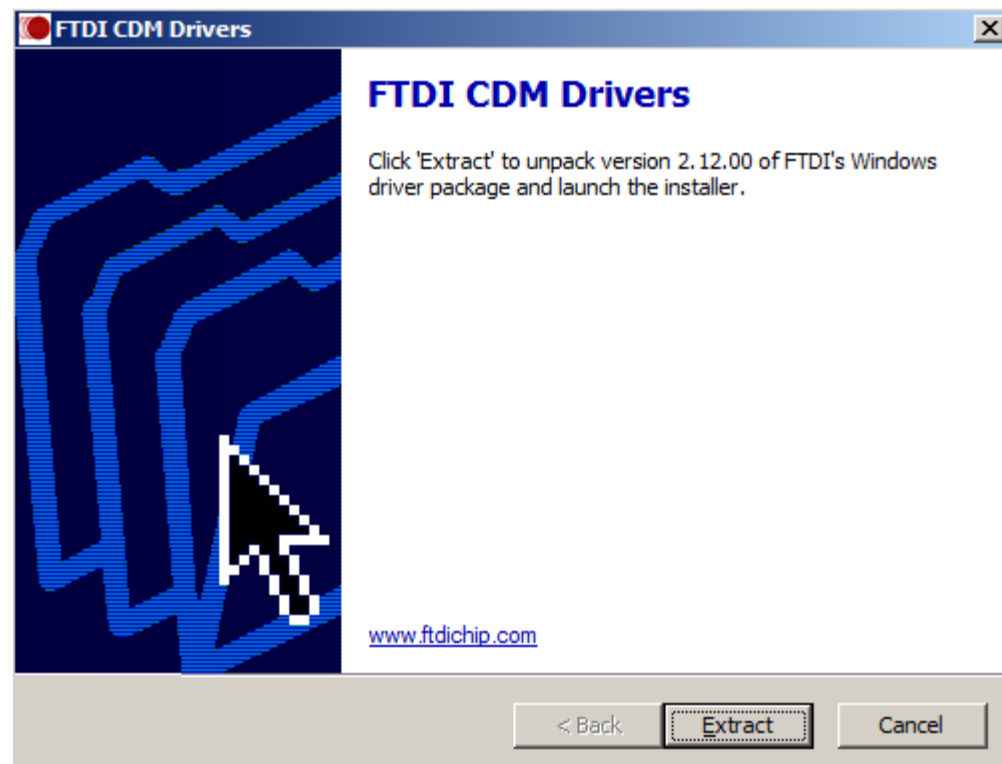 FTDI CDM Drivers
FTDI CDM Drivers
Click 'Extract' to unpack version 2.12.00 of FTDI's Windows
driver package and launch the installer.
www.ftdichip.com
< Back
Extract
Cancel